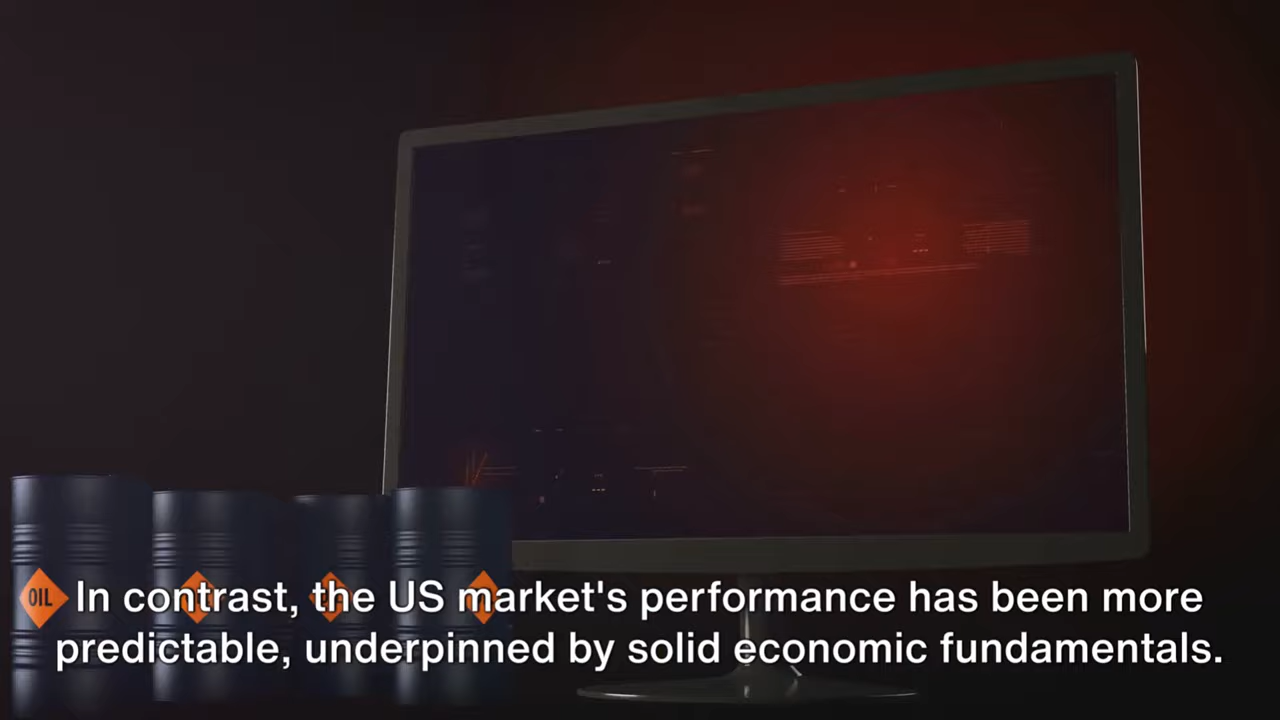 OIL
In contrast, the US market's performance has been more
predictable, underpinned by solid economic fundamentals.